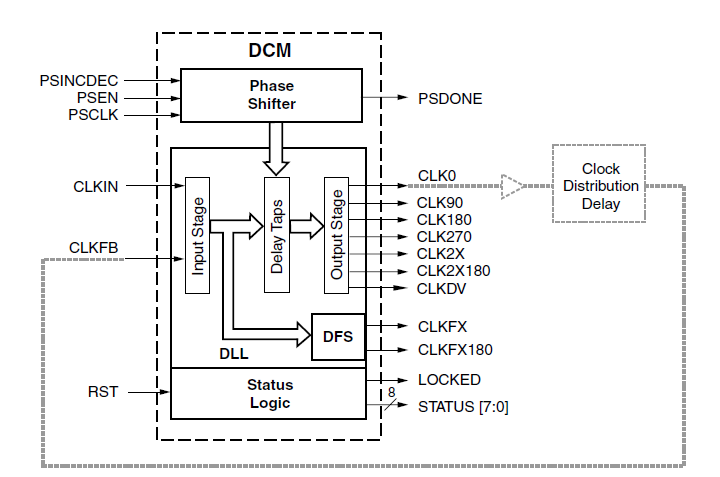 DCM
PSINCDEC
PSEN
PSCLK
Phase
Shifter
PSDONE
CLKIN
CLKFB
Input Stage
Delay Taps
Output Stage
CLK0
CLK90
CLK180
CLK270
CLK2X
CLK2X180
CLKDV
Clock
Distribution
Delay
DFS
DLL
CLKFX
CLKFX180
RST
Status
Logic
LOCKED
8
STATUS [7:0]